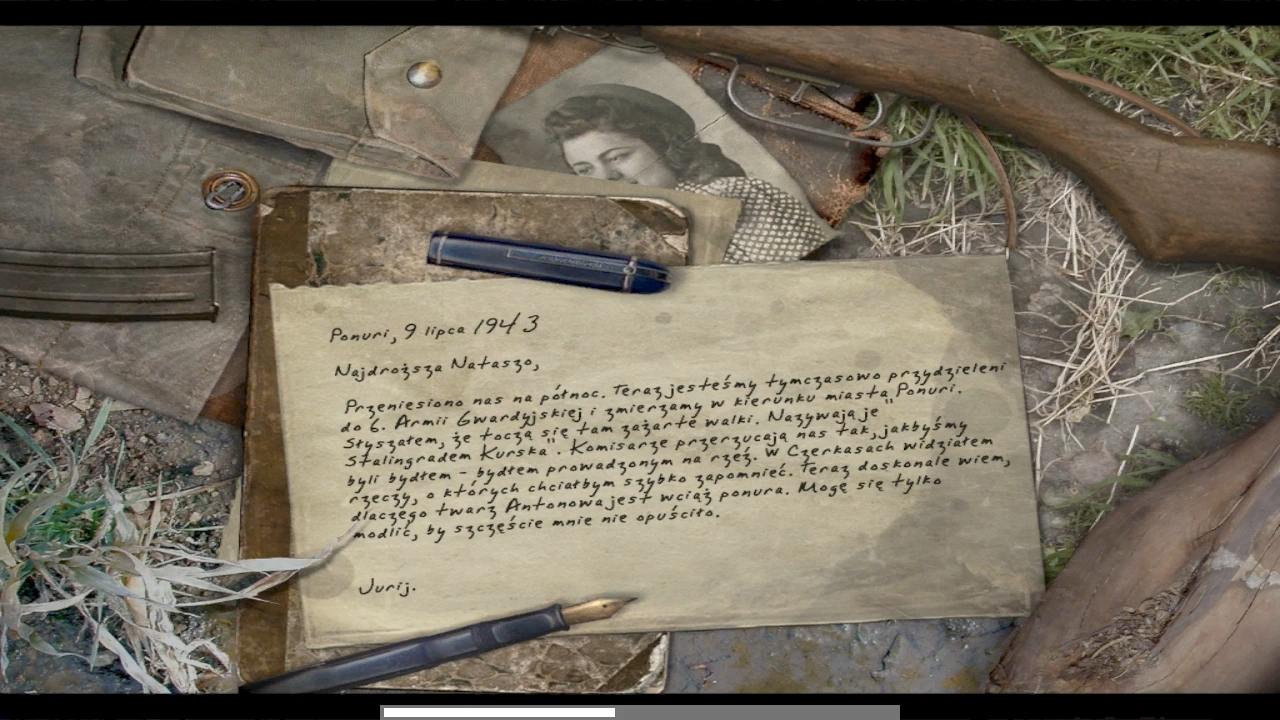 Ponuri, 9 lipca 1943
Najdroższa Nataszo,
Przeniesiono nas na północ. Teraz jesteśmy tymczasowo przydzieleni
do 6. Armii Gwardyjskiej i zmierzamy w kierunku miasta Ponuri.
Słyszałem, że toczą się tam zażarte walki. Nazywają je "
Stalingradem Kurska". Komisarze przerzucają nas tak, jakbyśmy
byli bydłem - bydłem prowadzonym na rzeź. W Czerkasach widziałem
rzeczy, o których chciałbym szybko zapomnieć. Teraz doskonale wiem,
dlaczego twarz Antonowa jest wciąż ponura. Mogę się tylko
modlić, by szczęście mnie nie opuściło.
Jurij.